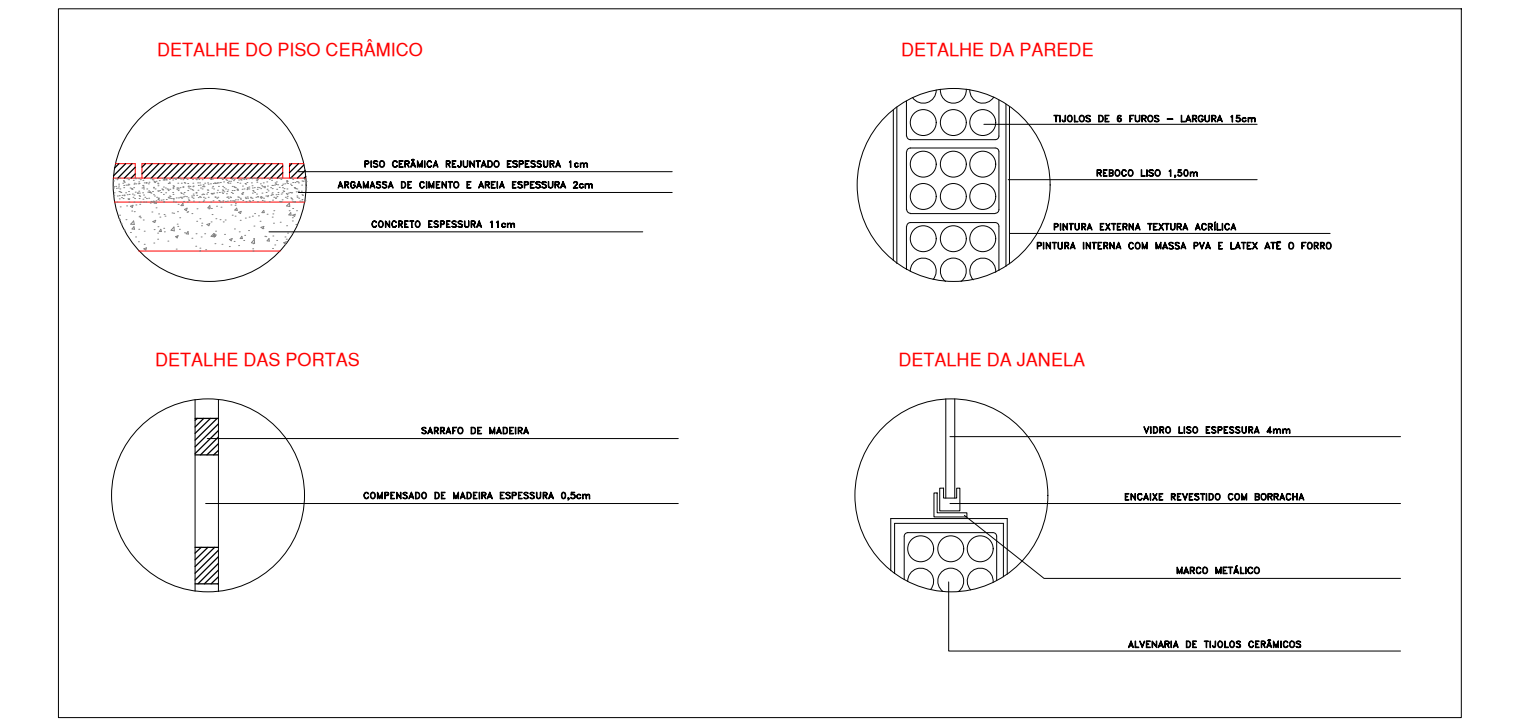 DETALHE DO PISO CERÂMICO
PISO CERÂMICA REJUNTADO ESPESSURA 1cm
ARGAMASSA DE CIMENTO E AREIA ESPESSURA 2cm
CONCRETO ESPESSURA 11cm
DETALHE DA PAREDE
TIJOLOS DE 6 FUROS - LARGURA 15cm
REBOCO LISO 1,50m
PINTURA EXTERNA TEXTURA ACRÍLICA
PINTURA INTERNA COM MASSA PVA E LATEX ATÉ O FORRO
DETALHE DAS PORTAS
SARRAFO DE MADEIRA
COMPENSADO DE MADEIRA ESPESSURA 0,5cm
DETALHE DA JANELA
VIDRO LISO ESPESSURA 4mm
ENCAIXE REVESTIDO COM BORRACHA
MARCO METÁLICO
ALVENARIA DE TIJOLOS CERÂMICOS